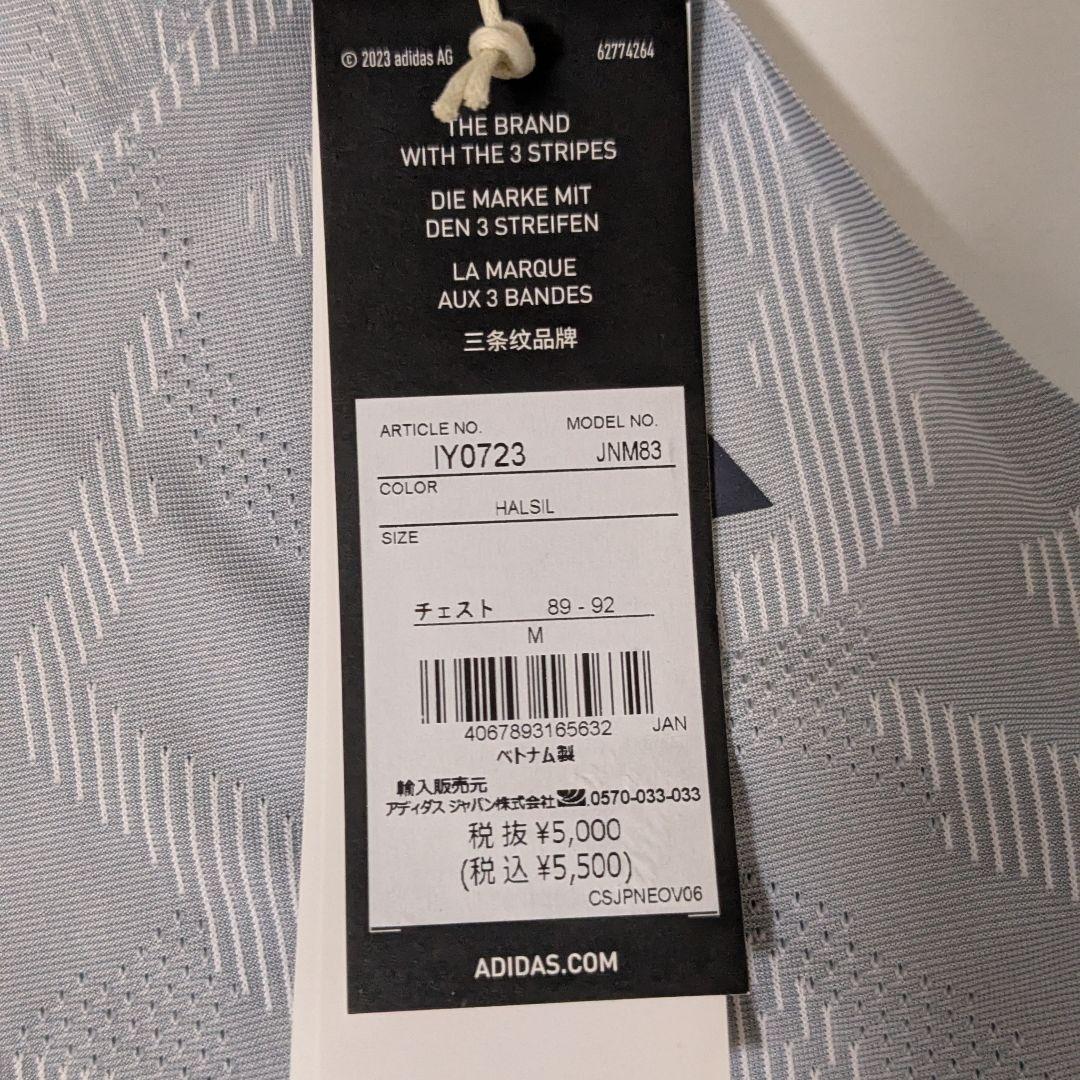 © 2023 adidas AG 62774264
THE BRAND
WITH THE 3 STRIPES
DIE MARKE MIT
DEN 3 STREIFEN
LA MARQUE
AUX 3 BANDES
三条纹品牌
ARTICLE NO. MODEL NO.
IY0723 JNM83
COLOR
HALSIL
SIZE
チェスト 89 - 92
M
4067893165632 JAN
ベトナム製
輸入販売元
アディダス ジャパン株式会社 0570-033-033
税抜 ¥5,000
(税込 ¥5,500)
CSJPNEOV06
ADIDAS.COM